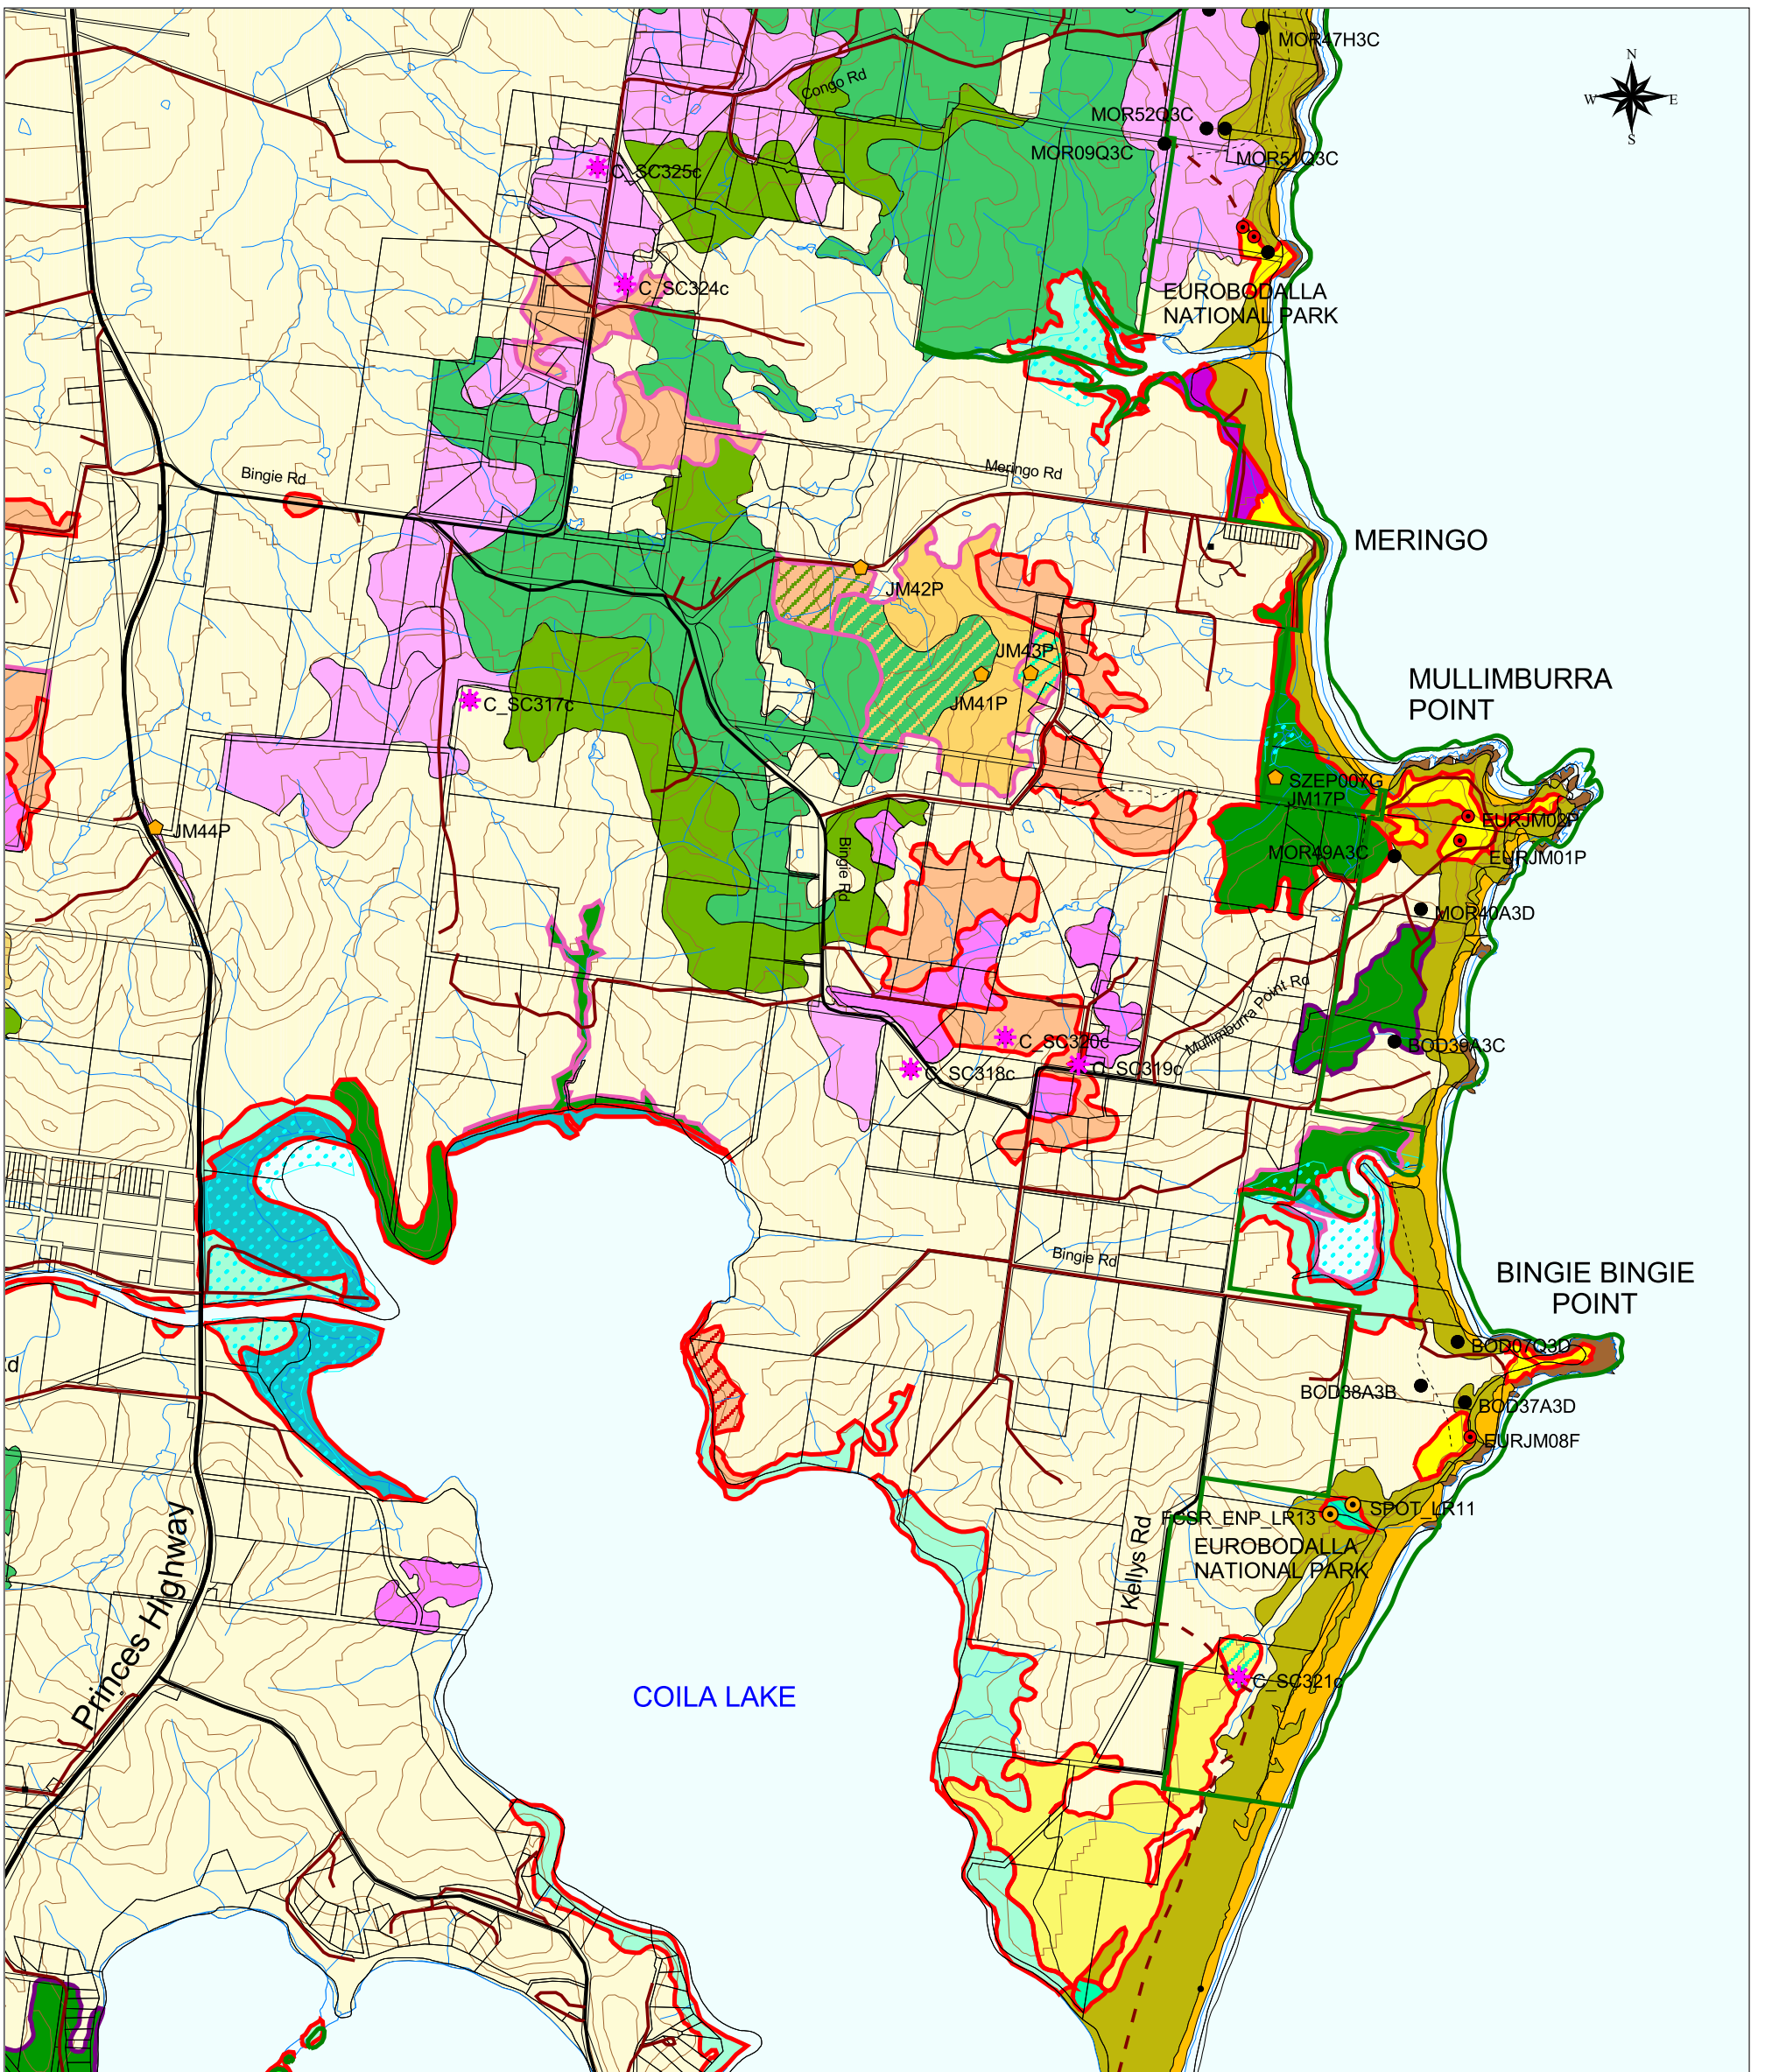 MOR47H3C
N
W
E
S
Congo Rd
MOR52Q3C
MOR09Q3C
MOR51Q3C
C_SC325c
C_SC324c
EUROBODALLA
NATIONAL PARK
Bingie Rd
Meringo Rd
MERINGO
JM42P
JM43P
JM41P
C_SC317c
MULLIMBURRA
POINT
SZEP007G
JM17P
EURJM02P
JM44P
MOR49A3C
EURJM01P
Bingie Rd
MOR40A3D
Mullimburra Point Rd
BOD39A3C
C_SC320c
C_SC318c
C_SC319c
Bingie Rd
BINGIE BINGIE
POINT
BOD07Q3D
BOD38A3B
BOD37A3D
EURJM08F
SPOT_LR11
FCSR_ENP_LR13
EUROBODALLA
NATIONAL PARK
Kellys Rd
Princes Highway
C_SC321c
COILA LAKE